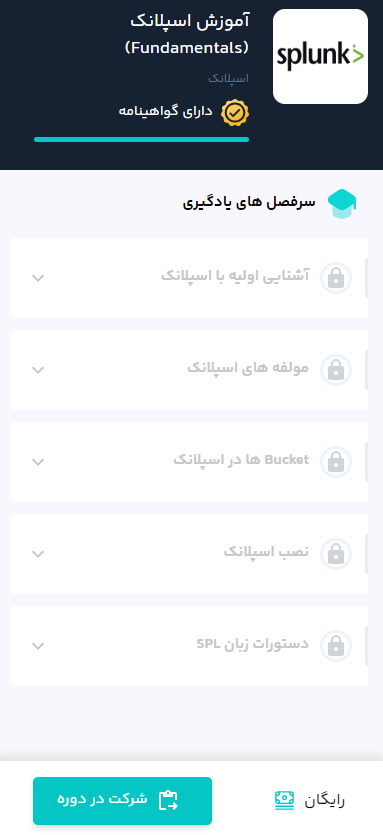 آموزش اسپلانک
(Fundamentals)
splunk>
اسپلانک
دارای گواهینامه
سرفصل های یادگیری
آشنایی اولیه با اسپلانک
مولفه های اسپلانک
Bucket ها در اسپلانک
نصب اسپلانک
دستورات زبان SPL
رایگان
شرکت در دوره